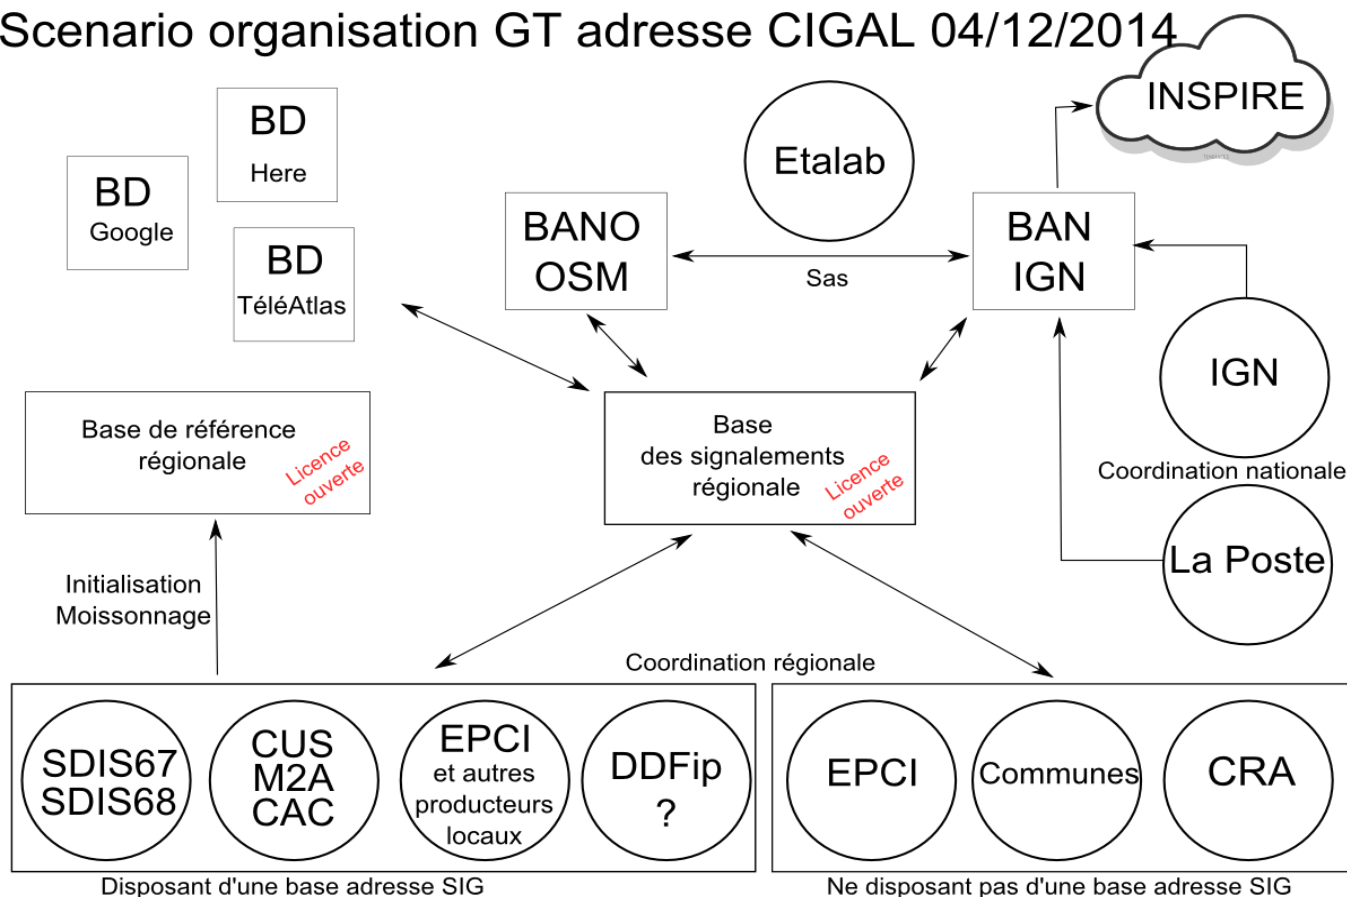 Scenario organisation GT adresse CIGAL 04/12/2014
INSPIRE
BD
Here
BD
Google
BD
TéléAtlas
BANO
OSM
Etalab
Sas
BAN
IGN
IGN
Coordination nationale
La Poste
Base de référence
régionale
Licence
ouverte
Base
des signalements
régionale
Licence
ouverte
Initialisation
Moissonnage
Coordination régionale
SDIS67
SDIS68
CUS
M2A
CAC
EPCI
et autres
producteurs
locaux
DDFip
?
EPCI
Communes
CRA
Disposant d'une base adresse SIG
Ne disposant pas d'une base adresse SIG